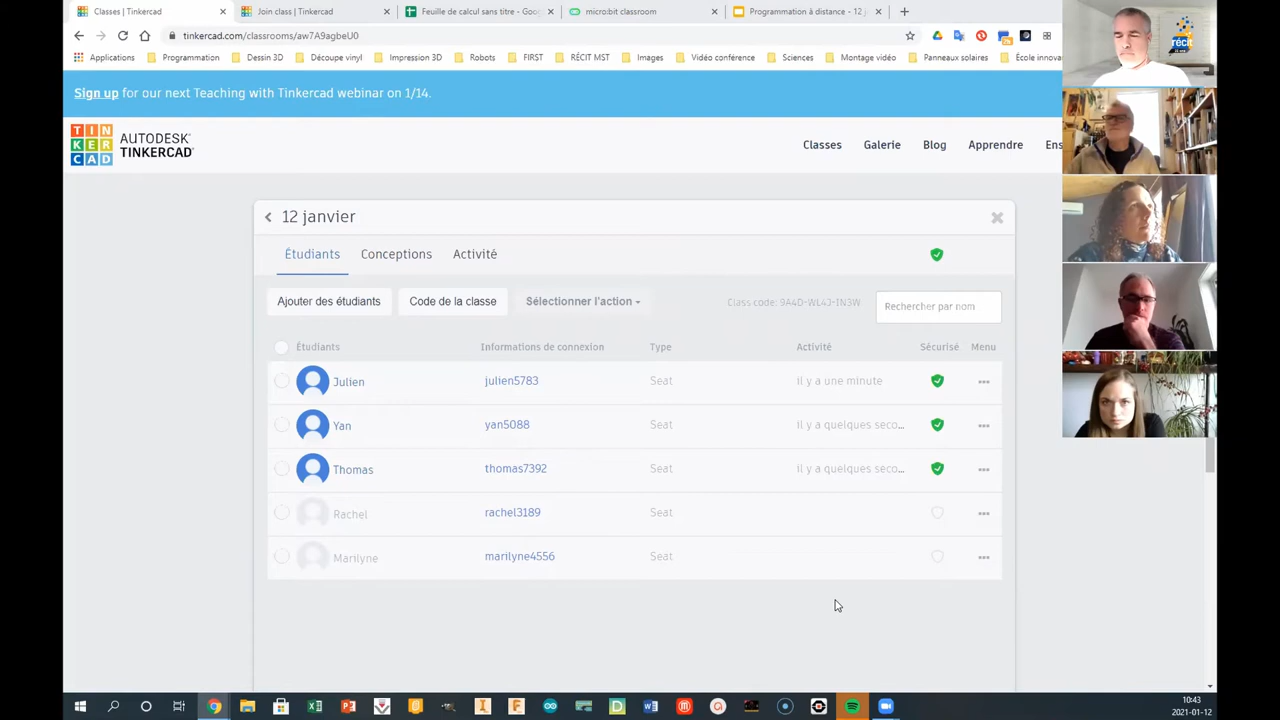 Classes | Tinkercad
Join class | Tinkercad
Feuille de calcul sans titre - Goo
micro:bit classroom
Programmation à distance - 12 j
tinkercad.com/classrooms/aw7A9agbeU0
Applications
Programmation
Dessin 3D
Découpe vinyl
Impression 3D
Robots
FIRST
RÉCIT MST
Images
Vidéo conférence
Sciences
Montage vidéo
Panneaux solaires
École innova
Sign up for our next Teaching with Tinkercad webinar on 1/14.
TIN
KER
CAD
AUTODESK®
TINKERCAD®
Classes
Galerie
Blog
Apprendre
Ens
12 janvier
Étudiants
Conceptions
Activité
Ajouter des étudiants
Code de la classe
Sélectionner l'action
Class code: 9A4D-WL4J-IN3W
Rechercher par nom
Étudiants Informations de connexion Type Activité Sécurisé Menu
Julien julien5783 Seat il y a une minute
Yan yan5088 Seat Il y a quelques seco...
Thomas thomas7392 Seat Il y a quelques seco...
Rachel rachel3189 Seat
Marilyne marilyne4556 Seat
récit
10:43
2021-01-12